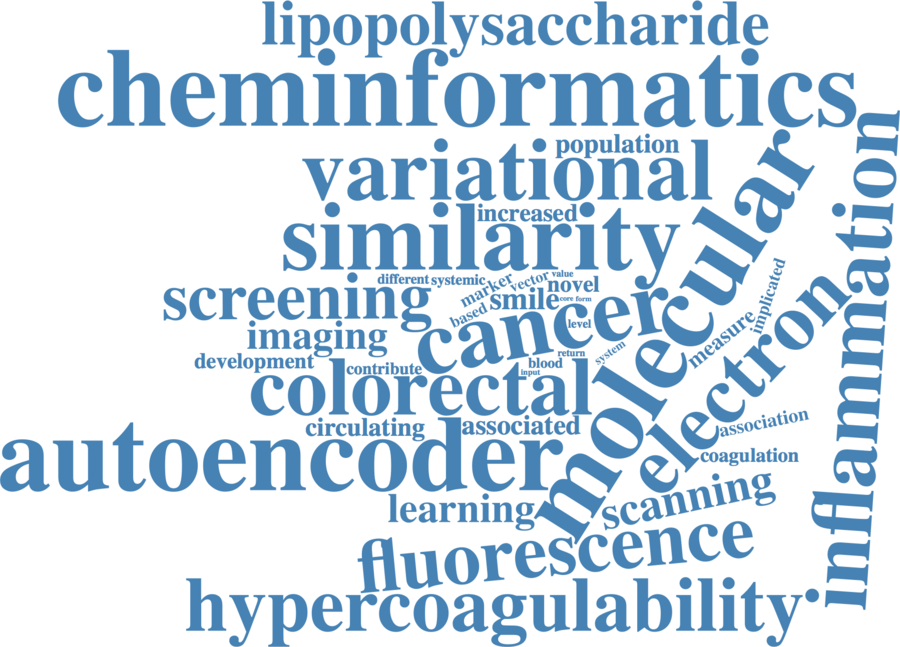 lipopolysaccharide
cheminformatics
population
variational
increased
similarity
different
systemic
marker
vector
value
novel
screening
based
smile
core
form
cancer
level
implicated
measure
imaging
molecular
electron
inflammation
development
contribute
return
system
blood
input
colorectal
circulating
associated
association
autoencoder
coagulation
learning
scanning
fluorescence
hypercoagulability